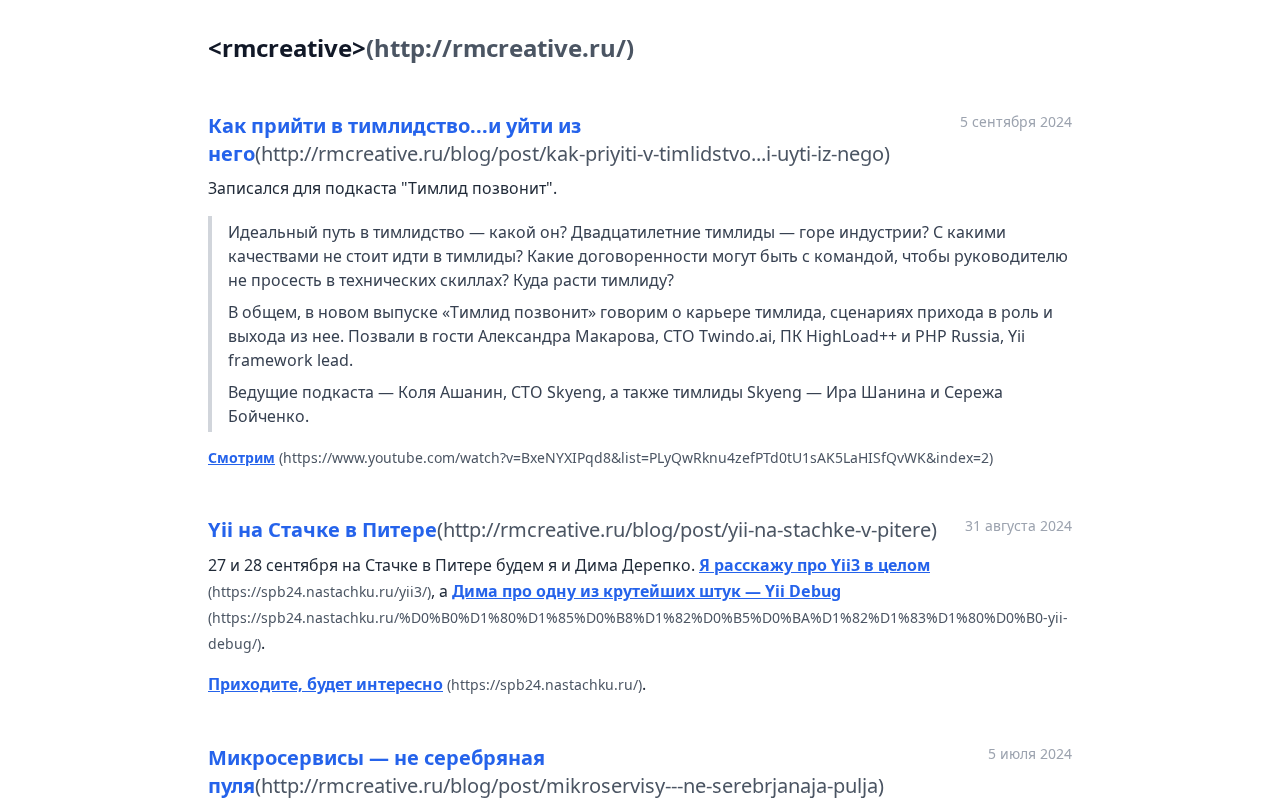 <rmcreative>(http://rmcreative.ru/)
Как прийти в тимлидство...и уйти из
него(http://rmcreative.ru/blog/post/kak-priyiti-v-timlidstvo...i-uyti-iz-nego)
5 сентября 2024
Записался для подкаста "Тимлид позвонит".
Идеальный путь в тимлидство — какой он? Двадцатилетние тимлиды — горе индустрии? С какими
качествами не стоит идти в тимлиды? Какие договоренности могут быть с командой, чтобы руководителю
не просесть в технических скиллах? Куда расти тимлиду?
В общем, в новом выпуске «Тимлид позвонит» говорим о карьере тимлида, сценариях прихода в роль и
выхода из нее. Позвали в гости Александра Макарова, СТО Twindo.ai, ПК HighLoad++ и PHP Russia, Yii
framework lead.
Ведущие подкаста — Коля Ашанин, СТО Skyeng, а также тимлиды Skyeng — Ира Шанина и Сережа
Бойченко.
Смотрим (https://www.youtube.com/watch?v=BxeNYXIPqd8&list=PLyQwRknu4zefPTd0tU1sAK5LaHISfQvWK&index=2)
Yii на Стачке в Питере(http://rmcreative.ru/blog/post/yii-na-stachke-v-pitere)
31 августа 2024
27 и 28 сентября на Стачке в Питере будем я и Дима Дерепко. Я расскажу про Yii3 в целом
(https://spb24.nastachku.ru/yii3/), а Дима про одну из крутейших штук — Yii Debug
(https://spb24.nastachku.ru/%D0%B0%D1%80%D1%85%D0%B8%D1%82%D0%B5%D0%BA%D1%82%D1%83%D1%80%D0%B0-yii-
debug/).
Приходите, будет интересно (https://spb24.nastachku.ru/).
Микросервисы — не серебряная
пуля(http://rmcreative.ru/blog/post/mikroservisy---ne-serebrjanaja-pulja)
5 июля 2024